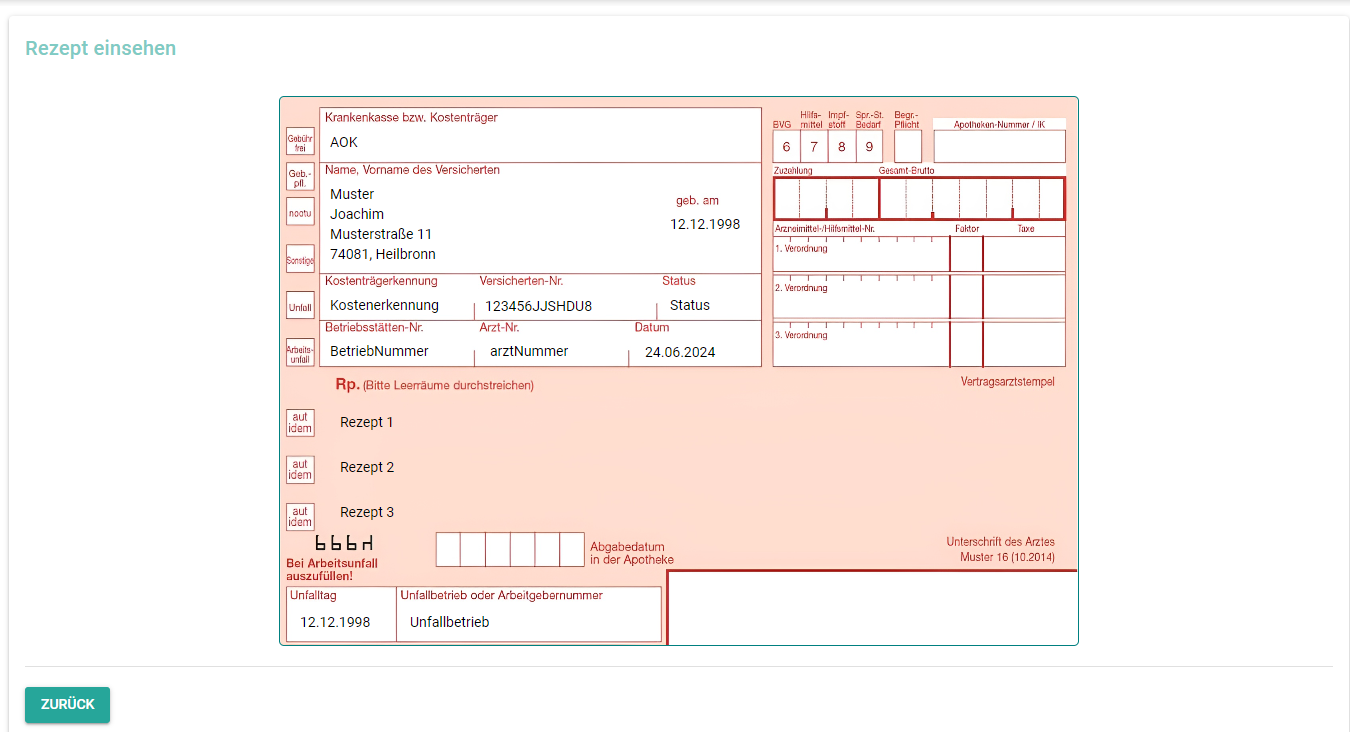 Rezept einsehen
Krankenkasse bzw. Kostenträger
AOK
Gebühr frei
Geb.-pfl.
noctu
Sonstige
Unfall
Arbeits-unfall
Name, Vorname des Versicherten
Muster
Joachim
Musterstraße 11
74081, Heilbronn
geb. am
12.12.1998
Kostenträgerkennung Versicherten-Nr. Status
Kostenerkennung 123456JJSHDU8 Status
Betriebsstätten-Nr. Arzt-Nr. Datum
BetriebNummer arztNummer 24.06.2024
BVG Hilfs-mittel Impf-stoff Spr.-St. Bedarf Begr.-Pflicht Apotheken-Nummer / IK
6 7 8 9
Zuzahlung Gesamt-Brutto
Arzneimittel-/Hilfsmittel-Nr. Faktor Taxe
1. Verordnung
2. Verordnung
3. Verordnung
Vertragsarztstempel
Rp. (Bitte Leerräume durchstreichen)
aut idem
Rezept 1
aut idem
Rezept 2
aut idem
Rezept 3
Bei Arbeitsunfall
auszufüllen!
Abgabedatum
in der Apotheke
Unterschrift des Arztes
Muster 16 (10.2014)
Unfalltag Unfallbetrieb oder Arbeitgebernummer
12.12.1998 Unfallbetrieb
ZURÜCK